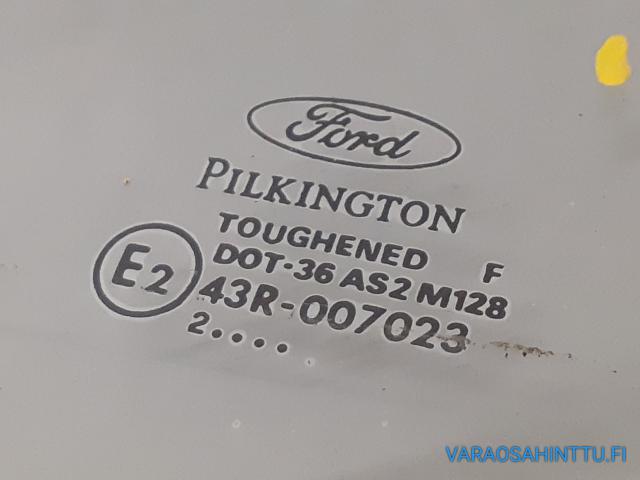 Ford
PILKINGTON
TOUGHENED F
DOT-36 AS2 M128
E2
43R-007023
2....
VARAOSAHINTTU.FI